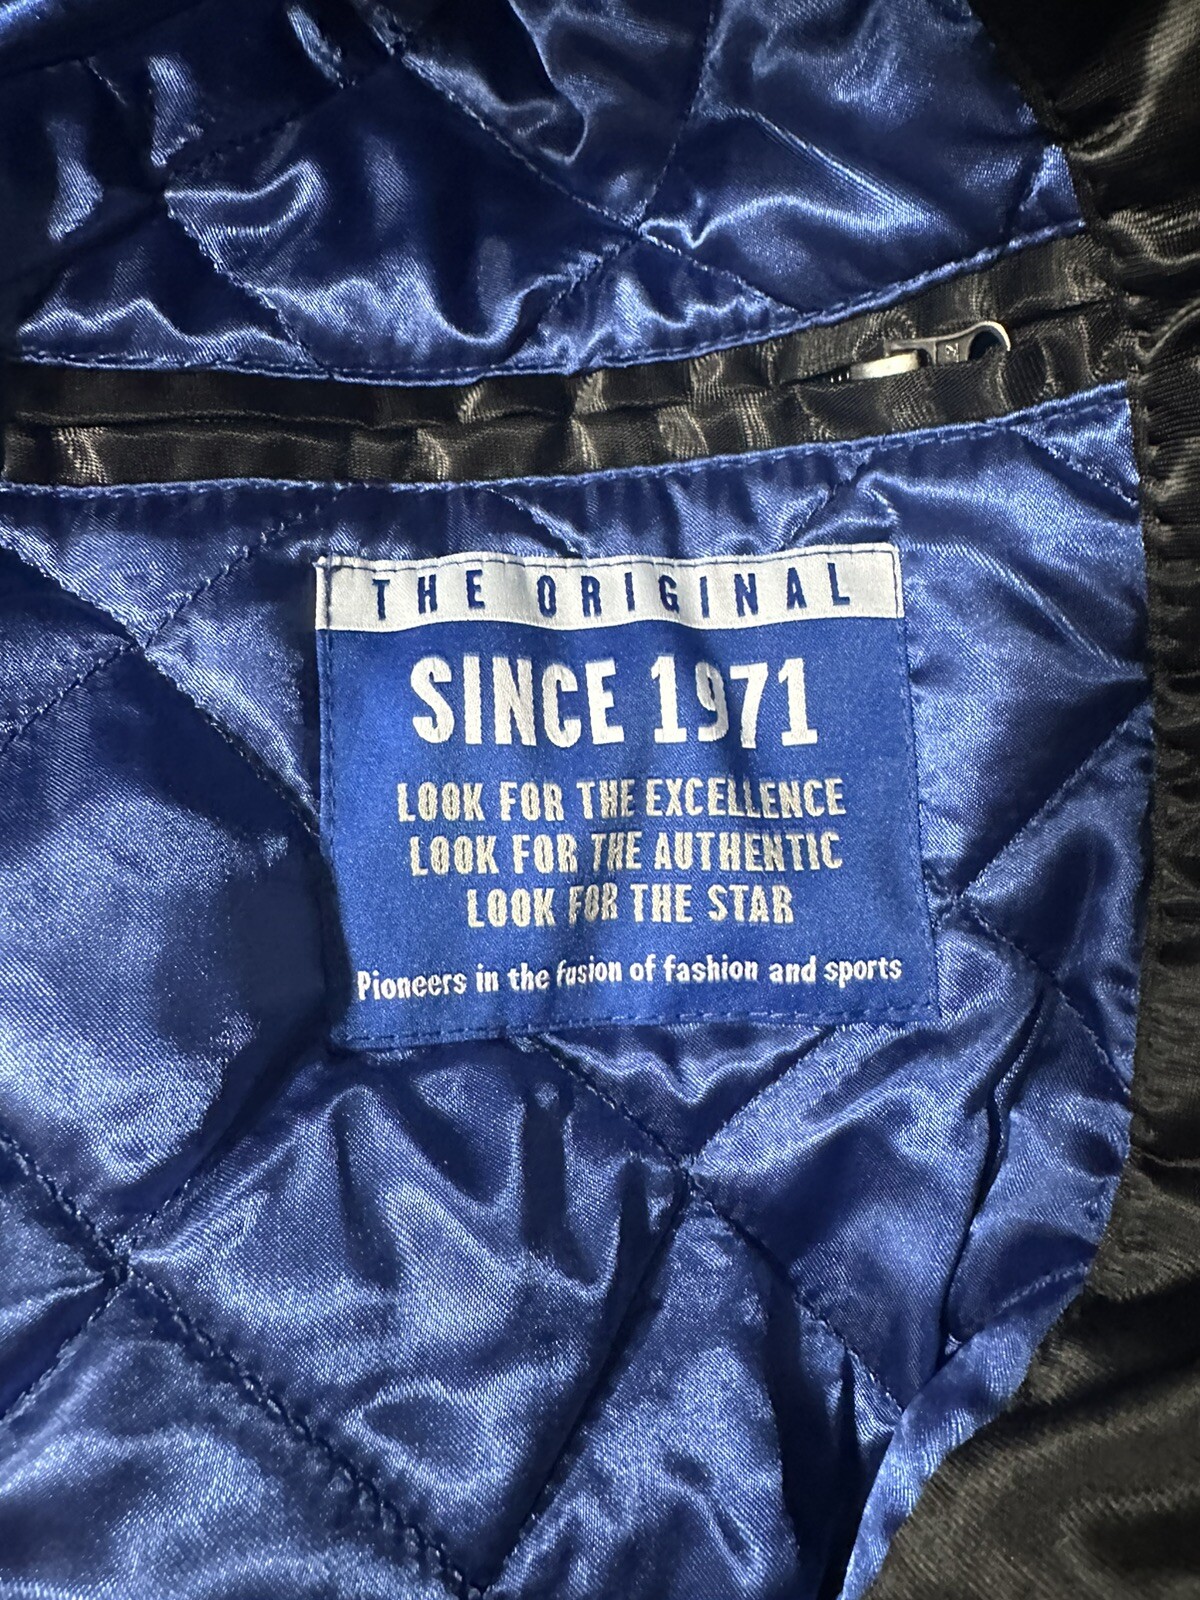 THE ORIGINAL
SINCE 1971
LOOK FOR THE EXCELLENCE
LOOK FOR THE AUTHENTIC
LOOK FOR THE STAR
Pioneers in the fusion of fashion and sports